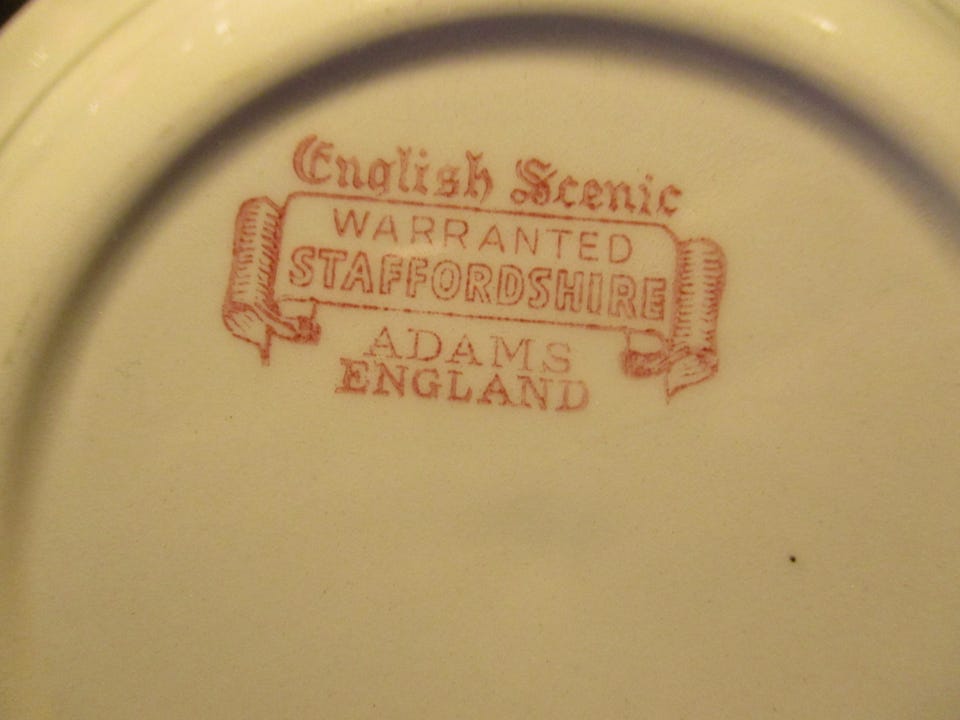 English Scenic
WARRANTED
STAFFORDSHIRE
ADAMS
ENGLAND